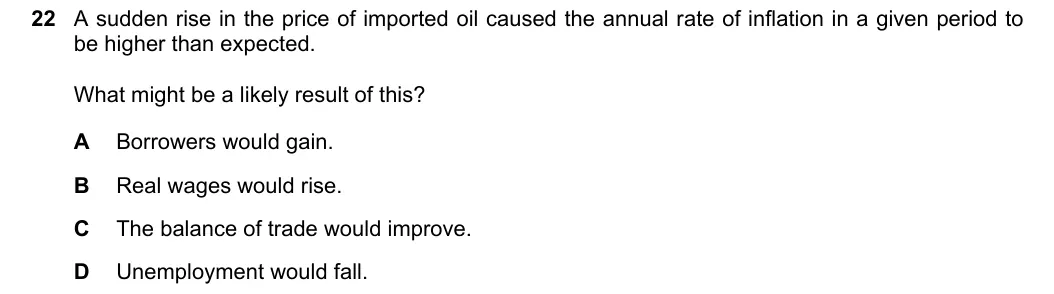 22 A sudden rise in the price of imported oil caused the annual rate of inflation in a given period to
be higher than expected.
What might be a likely result of this?
A Borrowers would gain.
B Real wages would rise.
C The balance of trade would improve.
D Unemployment would fall.